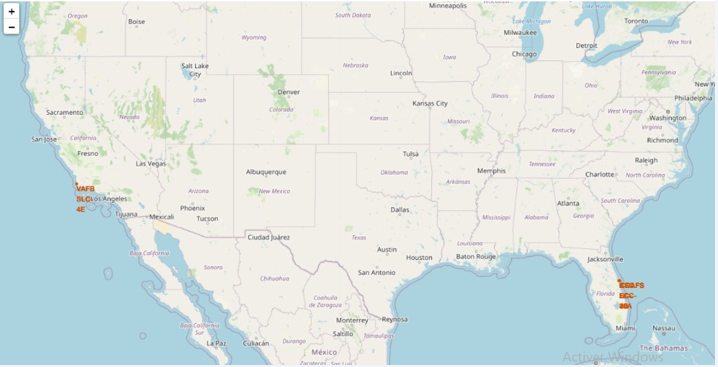 +
−
Minneapolis
South Dakota
Oregon
Boise
Toronto
Milwaukee
Lake Michigan
Wyoming
Detroit
New York
Chicago
Salt Lake
City
Nebraska
Iowa
Lincoln
Pennsylvania
Denver
Utah
Illinois
Indiana
Ohio
Philadelphia
Kansas City
Colorado
Nevada
Sacramento
West Virginia
Washington
Kansas
Missouri
Virginia
Kentucky
San Jose
California
Richmond
Fresno
Tulsa
Las Vegas
Raleigh
Tennessee
Albuquerque
Oklahoma
Memphis
Charlotte
North Carolina
VAFB
SLC-
4E
Los Angeles
Arizona
New Mexico
Arkansas
Atlanta
South Carolina
Phoenix
Dallas
Tijuana
Mexicali
Tucson
Mississippi
Alabama
Georgia
Ciudad Juárez
Texas
Louisiana
Austin
Baton Rouge
Jacksonville
Baja California
Houston
Sonora
San Antonio
Chihuahua
Florida
Coahuila
de Zaragoza
Monterrey
Reynosa
Baja California
Sur
Saltillo
Tamaulipas
Miami
Nassau
La Paz
Culiacán
Durango
México
The Bahamas
Activer Windows